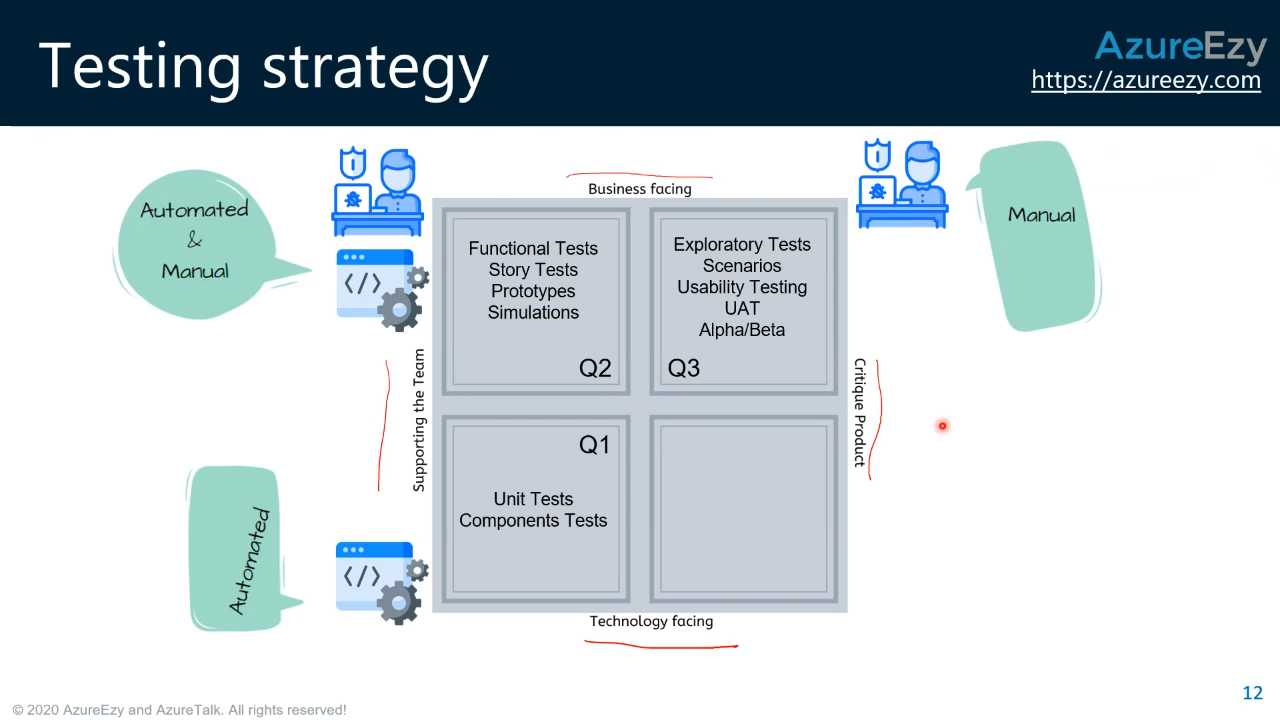 Testing strategy
AzureEzy
https://azureezy.com
Business facing
Automated
&
Manual
Manual
Functional Tests
Story Tests
Prototypes
Simulations
Q2
Exploratory Tests
Scenarios
Usability Testing
UAT
Alpha/Beta
Q3
Supporting the Team
Critique Product
Q1
Unit Tests
Components Tests
Automated
Technology facing
12
© 2020 AzureEzy and AzureTalk. All rights reserved!